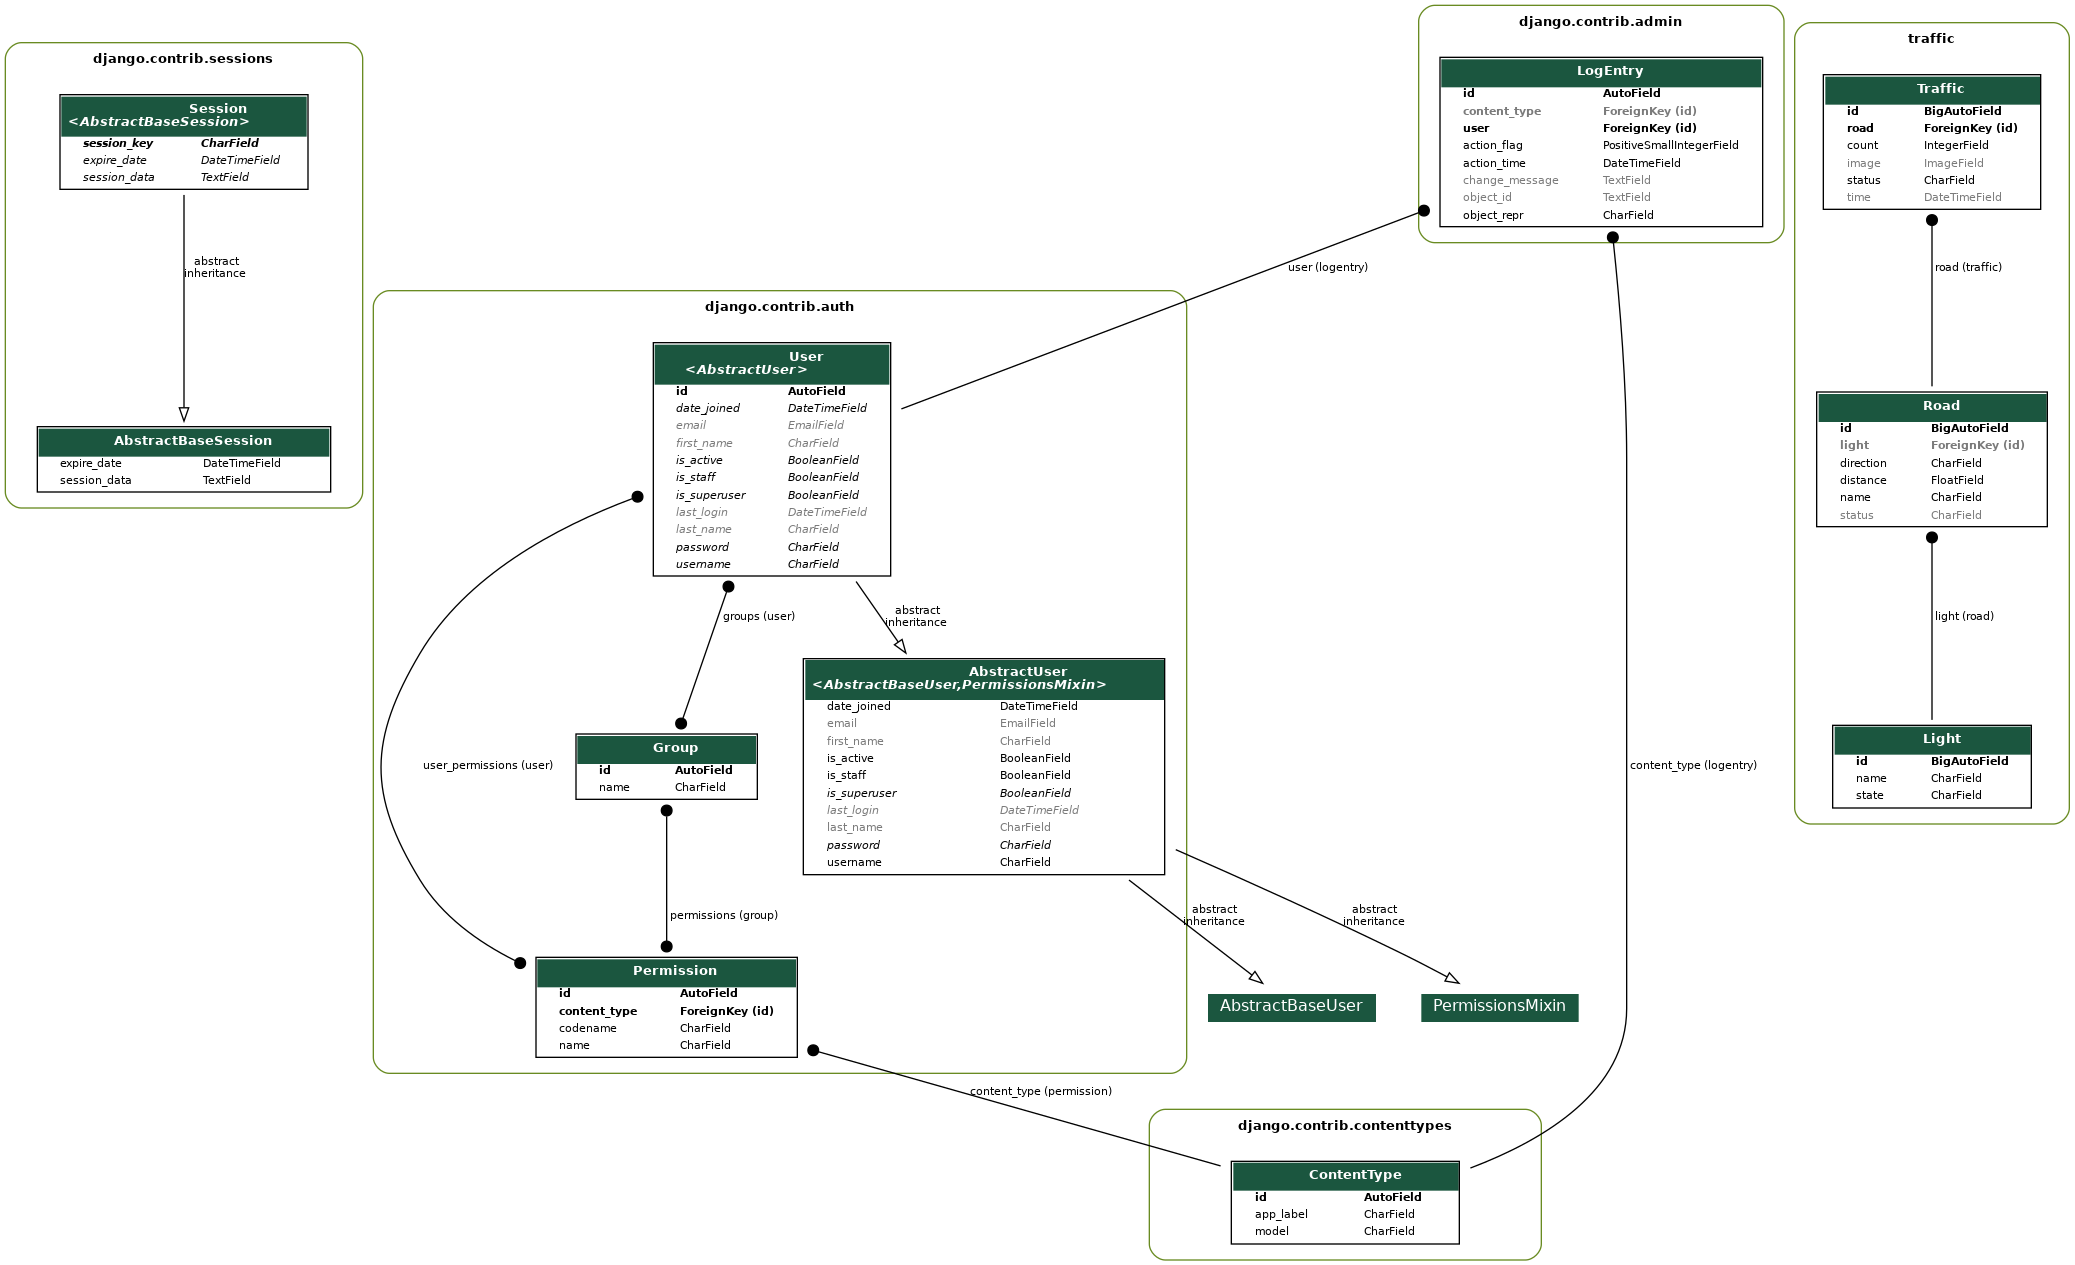 django.contrib.sessions
Session
<AbstractBaseSession>
session_key CharField
expire_date DateTimeField
session_data TextField
abstract
inheritance
AbstractBaseSession
expire_date DateTimeField
session_data TextField
django.contrib.auth
User
<AbstractUser>
id AutoField
date_joined DateTimeField
email EmailField
first_name CharField
is_active BooleanField
is_staff BooleanField
is_superuser BooleanField
last_login DateTimeField
last_name CharField
password CharField
username CharField
groups (user)
abstract
inheritance
user_permissions (user)
Group
id AutoField
name CharField
permissions (group)
AbstractUser
<AbstractBaseUser,PermissionsMixin>
date_joined DateTimeField
email EmailField
first_name CharField
is_active BooleanField
is_staff BooleanField
is_superuser BooleanField
last_login DateTimeField
last_name CharField
password CharField
username CharField
Permission
id AutoField
content_type ForeignKey (id)
codename CharField
name CharField
abstract
inheritance
abstract
inheritance
AbstractBaseUser
PermissionsMixin
content_type (permission)
django.contrib.contenttypes
ContentType
id AutoField
app_label CharField
model CharField
django.contrib.admin
LogEntry
id AutoField
content_type ForeignKey (id)
user ForeignKey (id)
action_flag PositiveSmallIntegerField
action_time DateTimeField
change_message TextField
object_id TextField
object_repr CharField
user (logentry)
content_type (logentry)
traffic
Traffic
id BigAutoField
road ForeignKey (id)
count IntegerField
image ImageField
status CharField
time DateTimeField
road (traffic)
Road
id BigAutoField
light ForeignKey (id)
direction CharField
distance FloatField
name CharField
status CharField
light (road)
Light
id BigAutoField
name CharField
state CharField